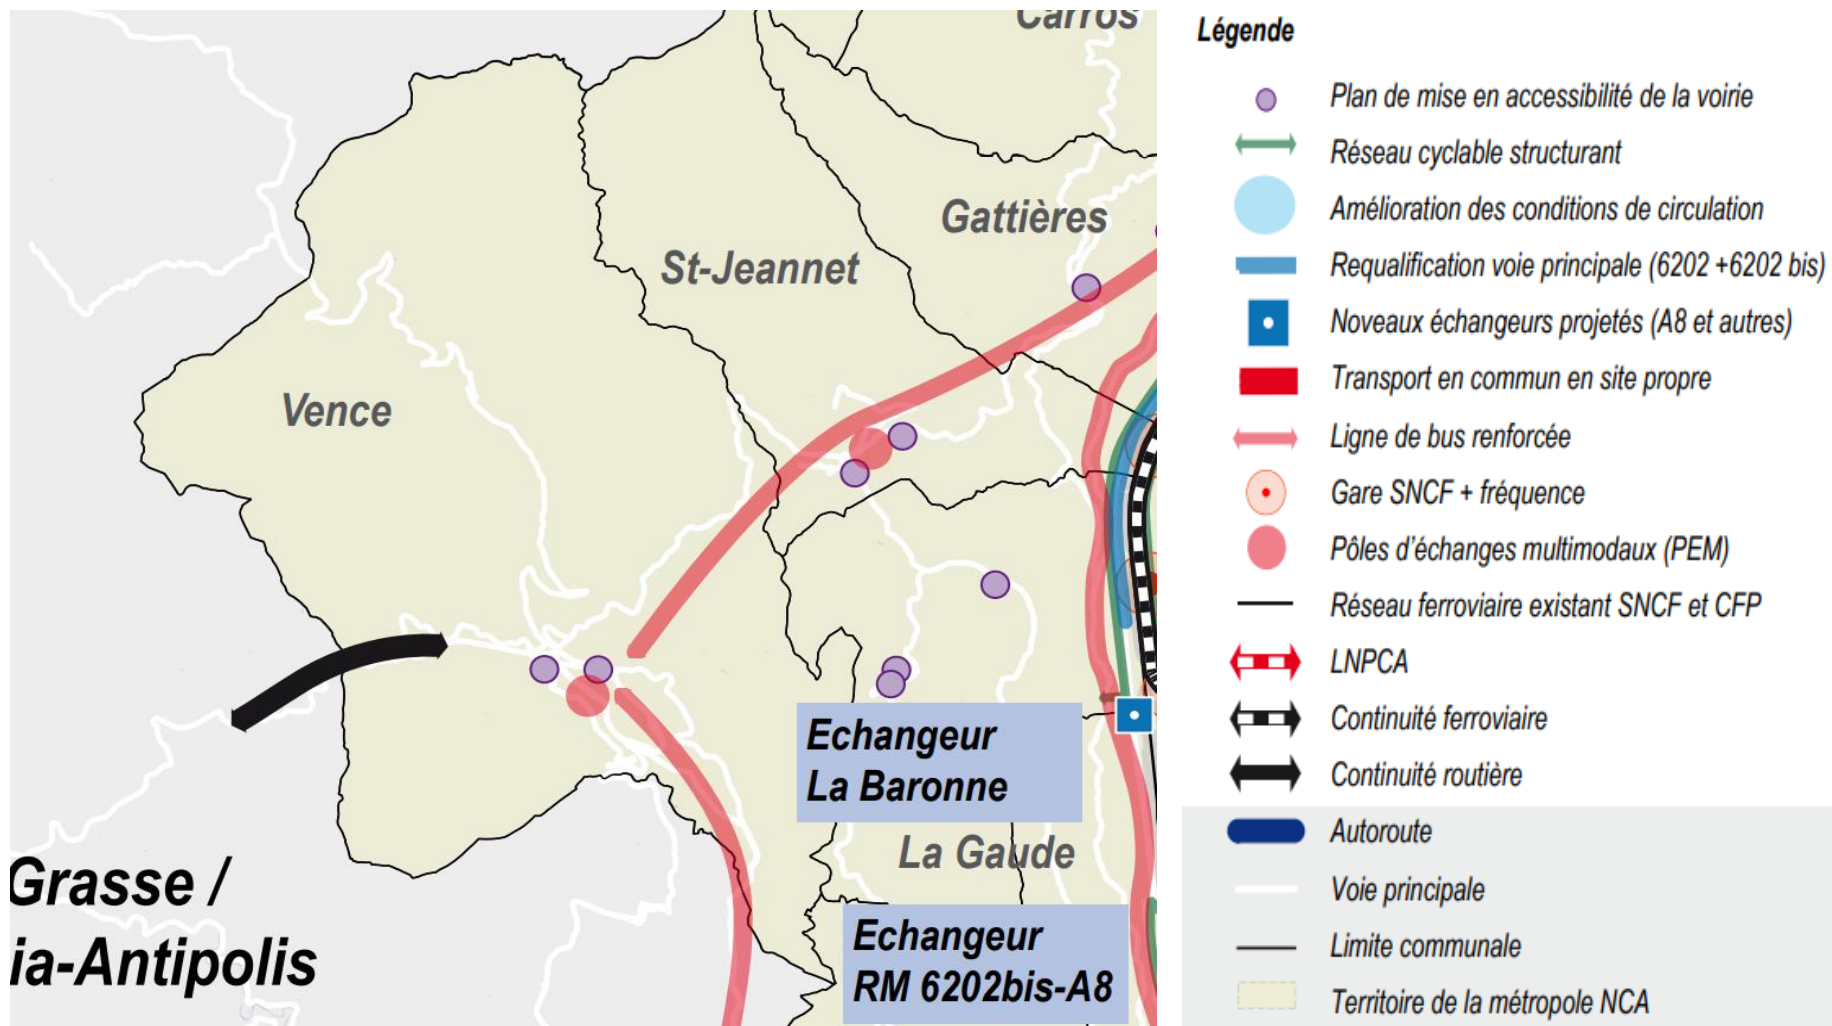 Carros
Gattières
St-Jeannet
Vence
Echangeur
La Baronne
La Gaude
Grasse /
ia-Antipolis
Echangeur
RM 6202bis-A8
Légende
Plan de mise en accessibilité de la voirie
Réseau cyclable structurant
Amélioration des conditions de circulation
Requalification voie principale (6202 +6202 bis)
Noveaux échangeurs projetés (A8 et autres)
Transport en commun en site propre
Ligne de bus renforcée
Gare SNCF + fréquence
Pôles d'échanges multimodaux (PEM)
Réseau ferroviaire existant SNCF et CFP
LNPCA
Continuité ferroviaire
Continuité routière
Autoroute
Voie principale
Limite communale
Territoire de la métropole NCA